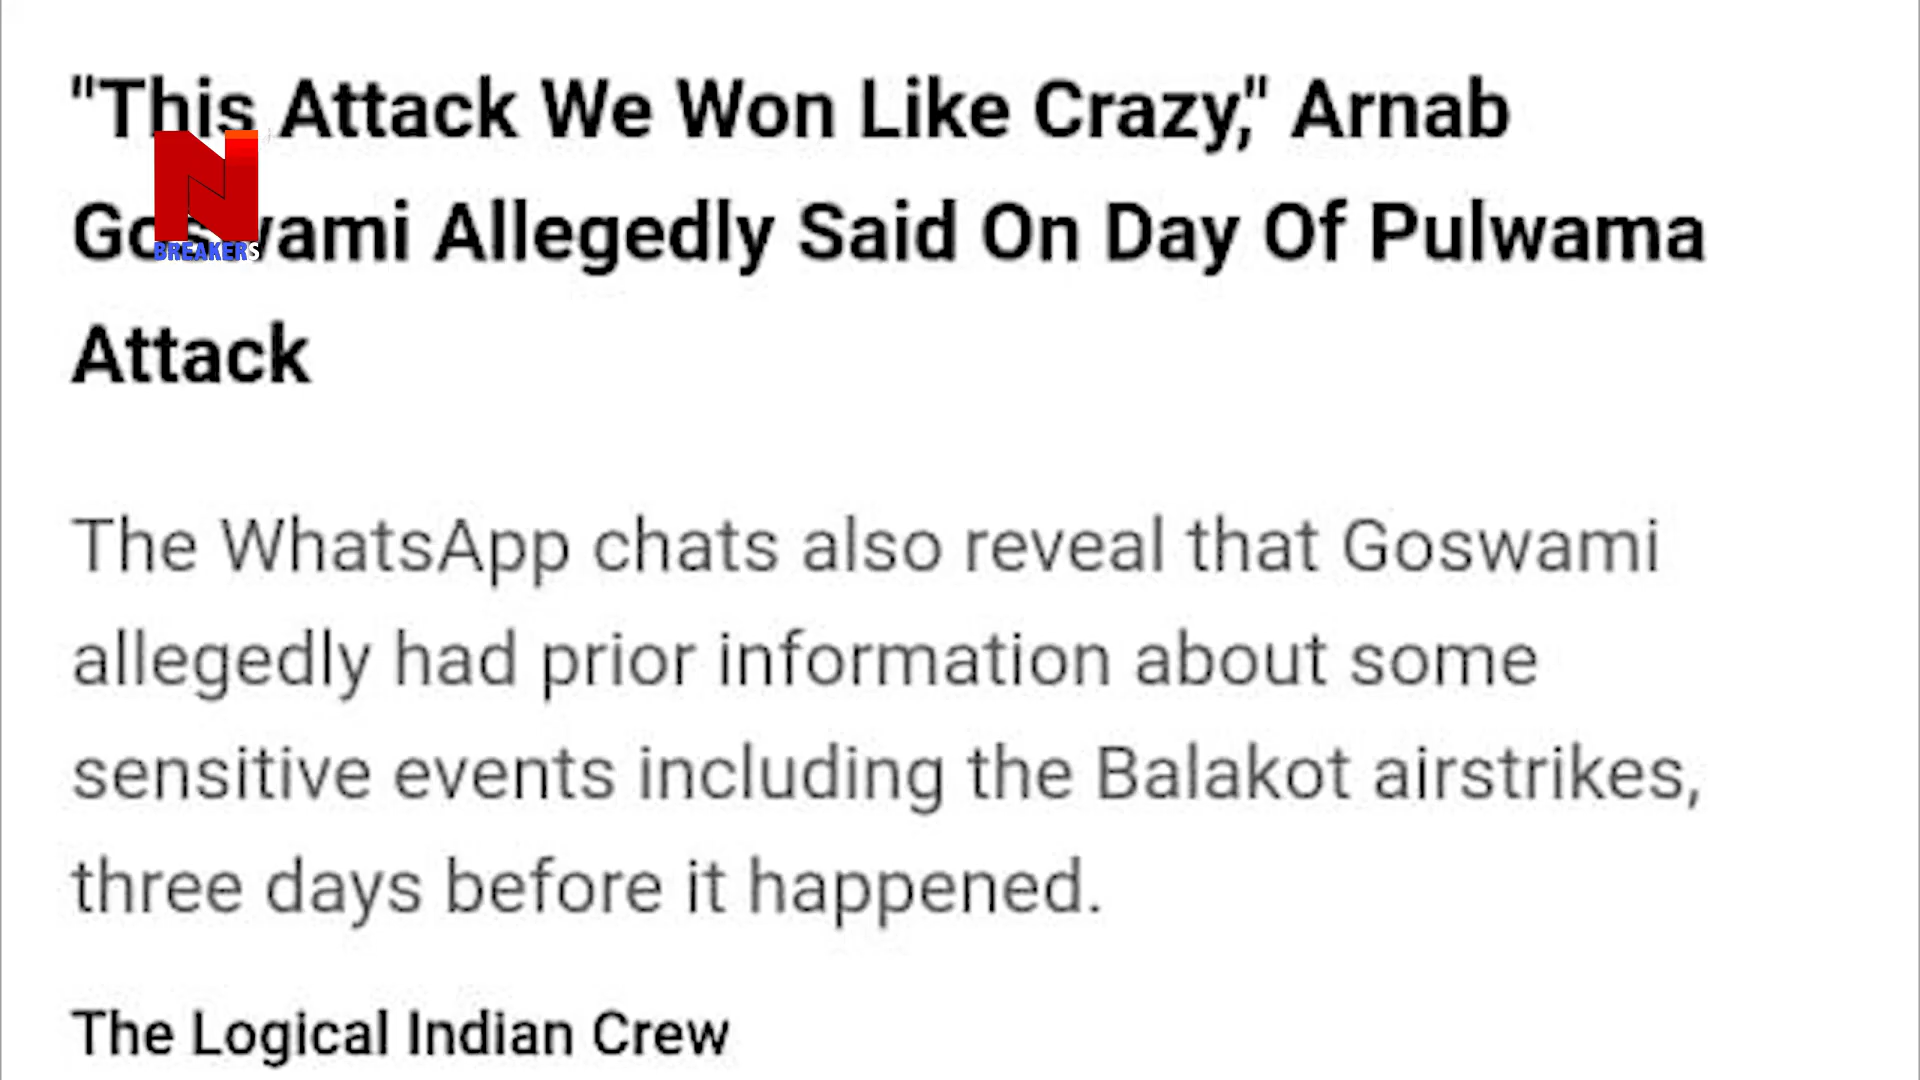 "This Attack We Won Like Crazy," Arnab
Goswami Allegedly Said On Day Of Pulwama
Attack
BREAKERS
The WhatsApp chats also reveal that Goswami
allegedly had prior information about some
sensitive events including the Balakot airstrikes,
three days before it happened.
The Logical Indian Crew